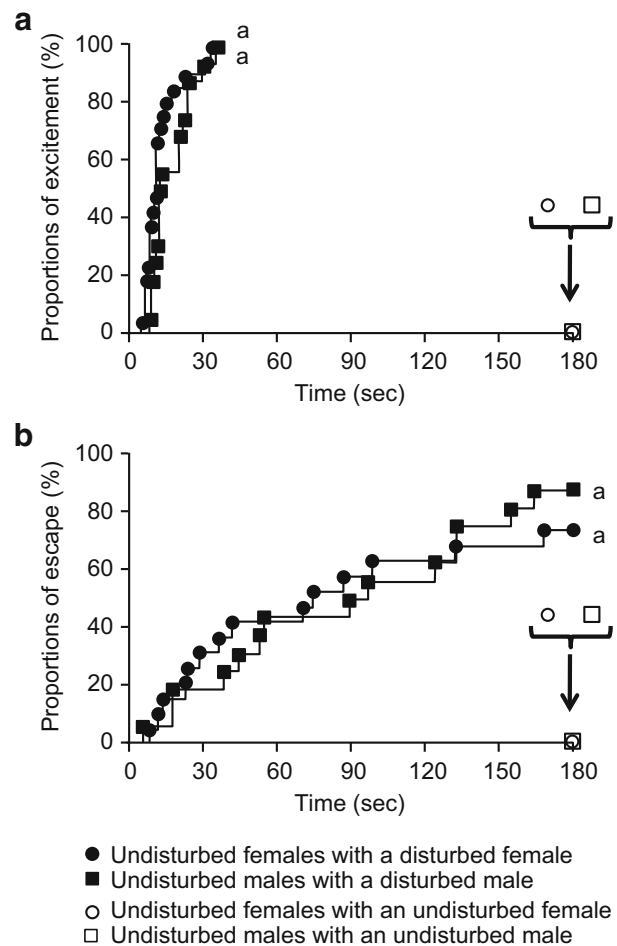 a
Proportions of excitement (%)
100
80
60
40
20
0
a
a
0 30 60 90 120 150 180
Time (sec)
b
Proportions of escape (%)
100
80
60
40
20
0
a
a
0 30 60 90 120 150 180
Time (sec)
Undisturbed females with a disturbed female
Undisturbed males with a disturbed male
Undisturbed females with an undisturbed female
Undisturbed males with an undisturbed male